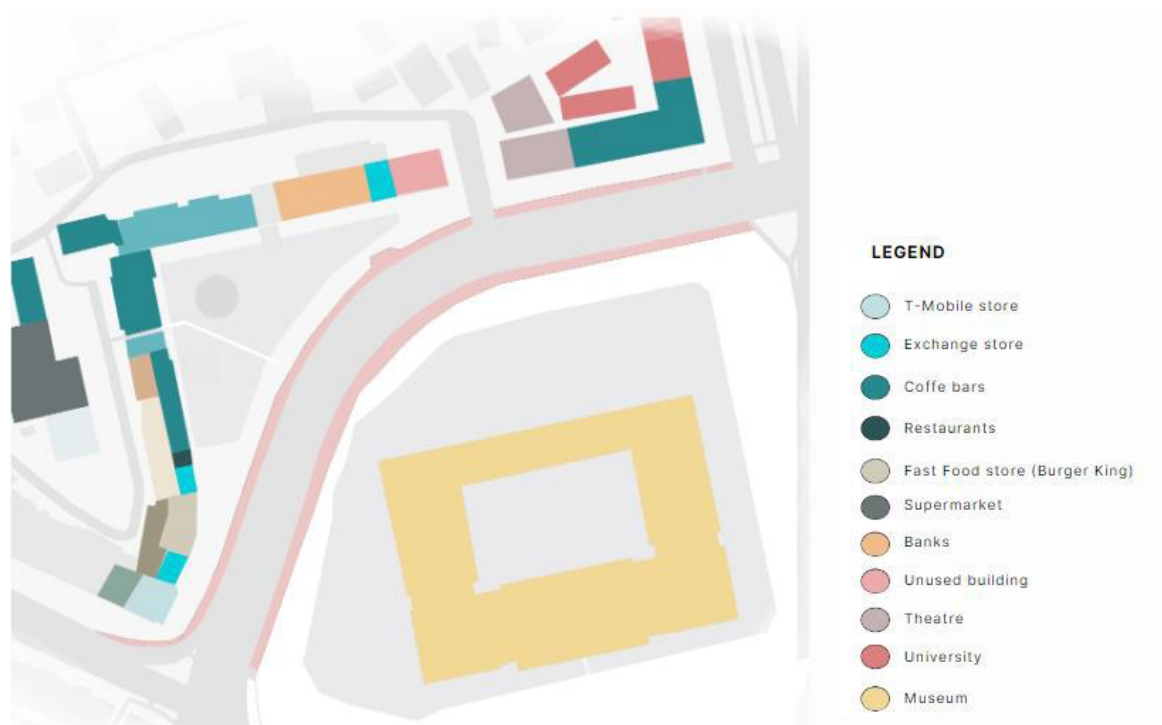 LEGEND
T-Mobile store
Exchange store
Coffe bars
Restaurants
Fast Food store (Burger King)
Supermarket
Banks
Unused building
Theatre
University
Museum